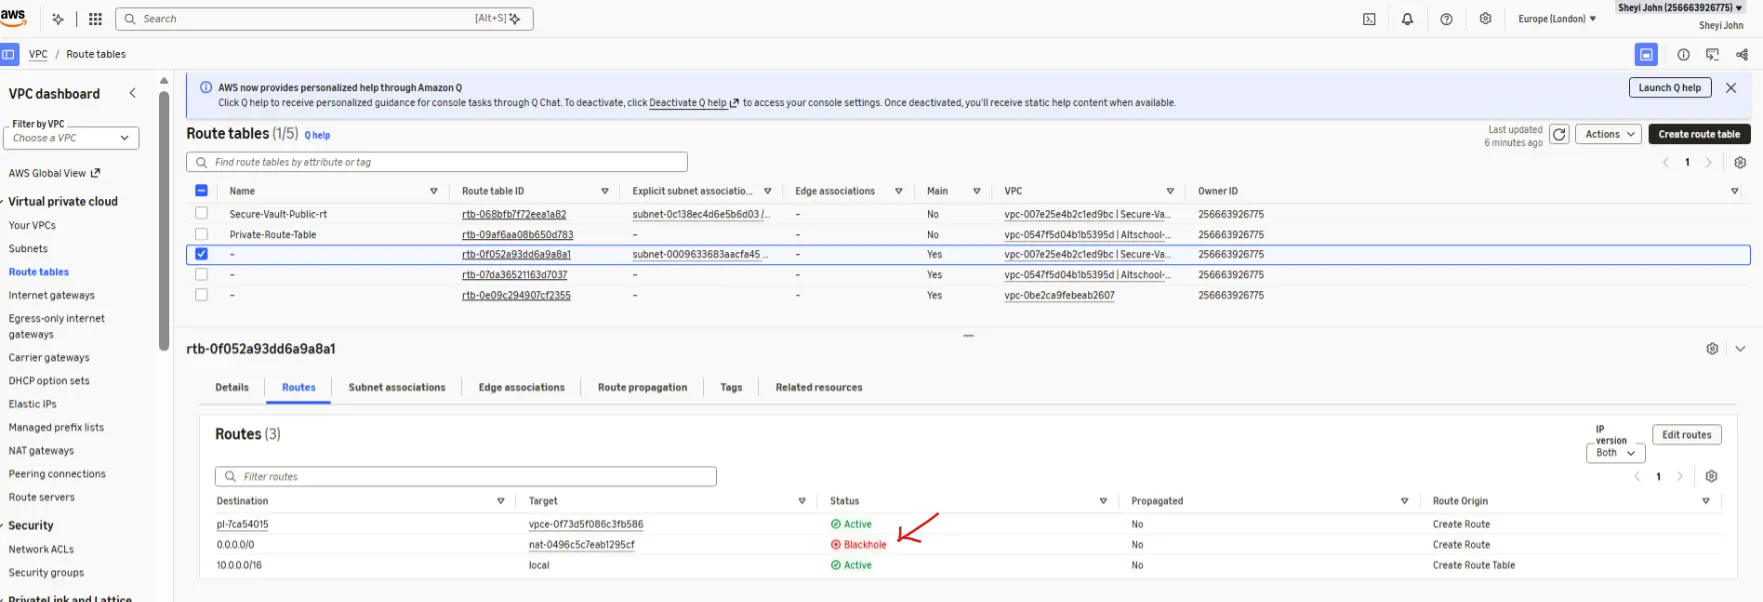 aws
Search [Alt+S]
Europe (London)
Sheyi John (256663926775)
Sheyi John
VPC / Route tables
VPC dashboard
Filter by VPC
Choose a VPC
AWS Global View
Virtual private cloud
Your VPCs
Subnets
Route tables
Internet gateways
Egress-only internet
gateways
Carrier gateways
DHCP option sets
Elastic IPs
Managed prefix lists
NAT gateways
Peering connections
Route servers
Security
Network ACLs
Security groups
PrivateLink and Lattice
AWS now provides personalized help through Amazon Q
Click Q help to receive personalized guidance for console tasks through Q Chat. To deactivate, click Deactivate Q help to access your console settings. Once deactivated, you'll receive static help content when available.
Launch Q help
Route tables (1/5) Q help
Last updated
6 minutes ago
Actions
Create route table
Find route tables by attribute or tag
1
Name Route table ID Explicit subnet associatio... Edge associations Main VPC Owner ID
Secure-Vault-Public-rt rtb-068bfb7f72eea1a82 subnet-0c138ec4d6e5b6d03 /... – No vpc-007e25e4b2c1ed9bc | Secure-Va... 256663926775
Private-Route-Table rtb-09af6aa08b650d783 – – No vpc-0547f5d04b1b5395d | Altschool-... 256663926775
– rtb-0f052a93dd6a9a8a1 subnet-0009633683aacfa45 ... – Yes vpc-007e25e4b2c1ed9bc | Secure-Va... 256663926775
– rtb-07da36521163d7037 – – Yes vpc-0547f5d04b1b5395d | Altschool-... 256663926775
– rtb-0e09c294907cf2355 – – Yes vpc-0be2ca9febeab2607 256663926775
rtb-0f052a93dd6a9a8a1
Details Routes Subnet associations Edge associations Route propagation Tags Related resources
Routes (3)
IP
version
Both
Edit routes
Filter routes
1
Destination Target Status Propagated Route Origin
pl-7ca54015 vpce-0f73d5f086c3fb586 Active No Create Route
0.0.0.0/0 nat-0496c5c7eab1295cf Blackhole No Create Route
10.0.0.0/16 local Active No Create Route Table